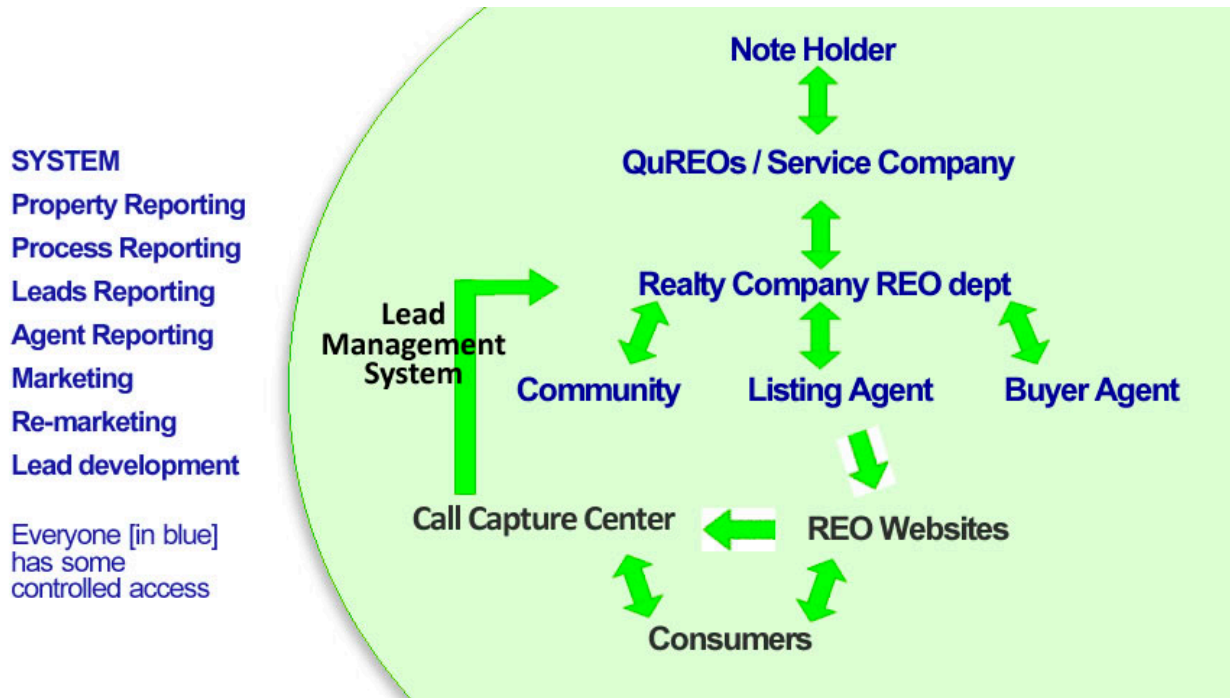 SYSTEM
Property Reporting
Process Reporting
Leads Reporting
Agent Reporting
Marketing
Re-marketing
Lead development
Everyone [in blue]
has some
controlled access
Note Holder
QuREOs / Service Company
Realty Company REO dept
Lead
Management
System
Community
Listing Agent
Buyer Agent
Call Capture Center
REO Websites
Consumers